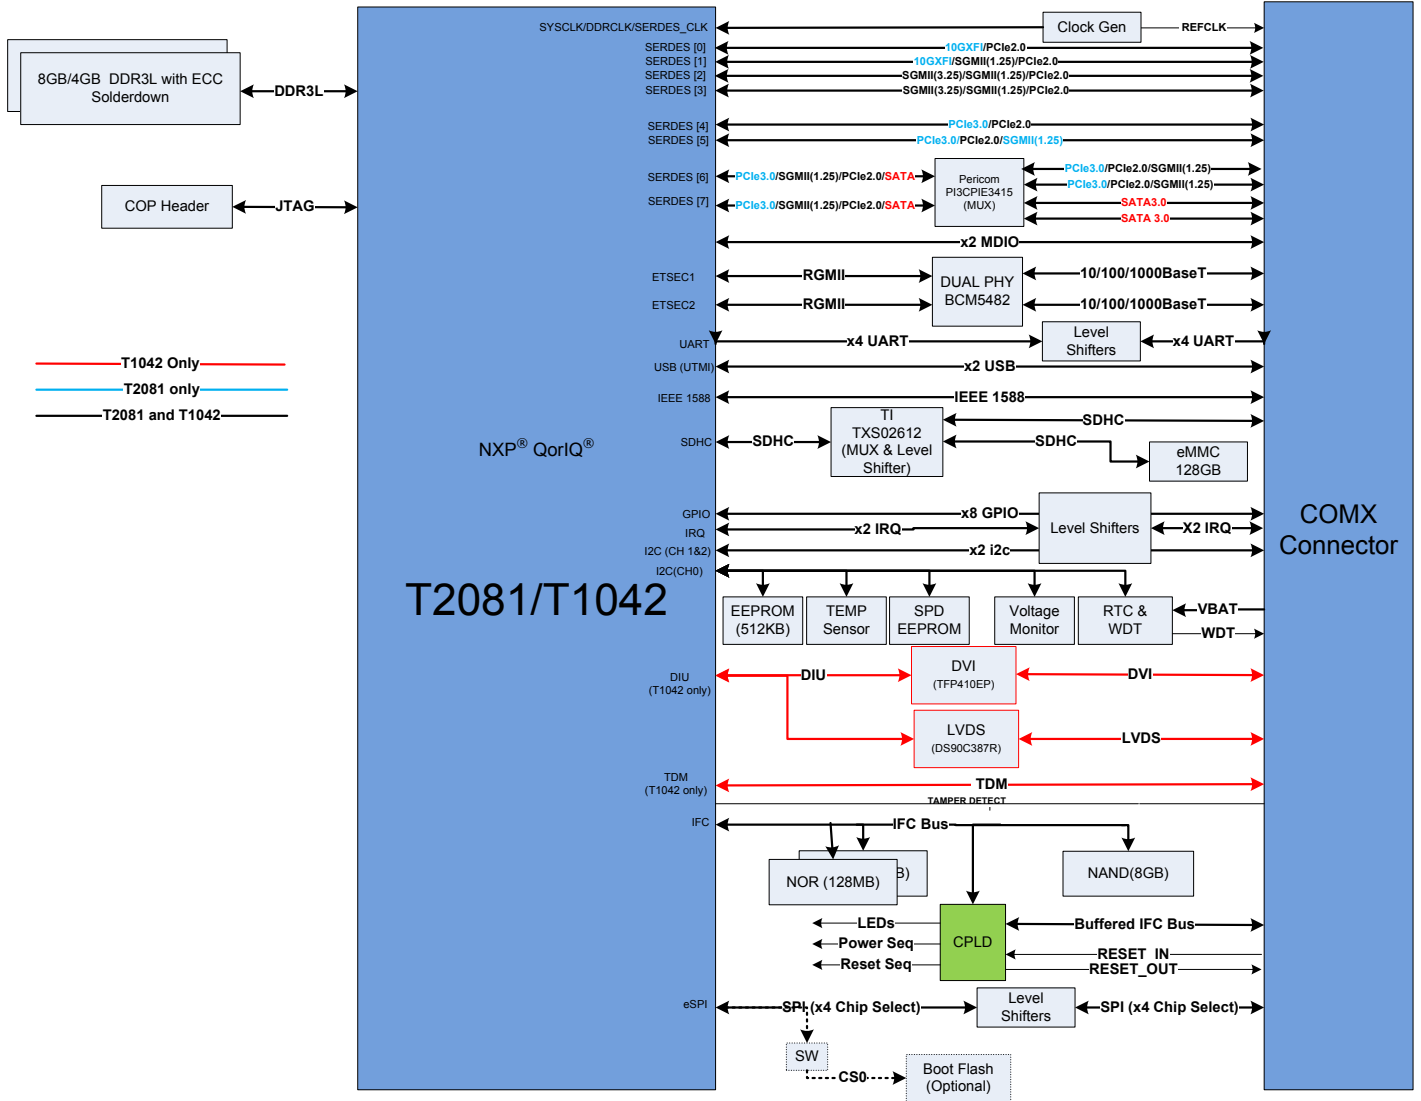 SYSCLK/DDRCLK/SERDES_CLK
Clock Gen
REFCLK
SERDES [0]
10GXFI/PCIe2.0
SERDES [1]
10GXFI/SGMII(1.25)/PCIe2.0
SERDES [2]
SGMII(3.25)/SGMII(1.25)/PCIe2.0
SERDES [3]
SGMII(3.25)/SGMII(1.25)/PCIe2.0
8GB/4GB DDR3L with ECC
Solderdown
DDR3L
SERDES [4]
PCIe3.0/PCIe2.0
SERDES [5]
PCIe3.0/PCIe2.0/SGMII(1.25)
SERDES [6]
PCIe3.0/SGMII(1.25)/PCIe2.0/SATA
Pericom
PI3CPIE3415
(MUX)
PCIe3.0/PCIe2.0/SGMII(1.25)
PCIe3.0/PCIe2.0/SGMII(1.25)
SERDES [7]
PCIe3.0/SGMII(1.25)/PCIe2.0/SATA
SATA3.0
SATA 3.0
COP Header
JTAG
x2 MDIO
ETSEC1
RGMII
DUAL PHY
BCM5482
10/100/1000BaseT
ETSEC2
RGMII
10/100/1000BaseT
UART
x4 UART
Level
Shifters
x4 UART
USB (UTMI)
x2 USB
T1042 Only
T2081 only
T2081 and T1042
IEEE 1588
IEEE 1588
NXP® QorIQ®
SDHC
SDHC
TI
TXS02612
(MUX & Level
Shifter)
SDHC
SDHC
eMMC
128GB
GPIO
x8 GPIO
IRQ
x2 IRQ
Level Shifters
X2 IRQ
I2C (CH 1&2)
x2 i2c
I2C(CH0)
COMX
Connector
T2081/T1042
EEPROM
(512KB)
TEMP
Sensor
SPD
EEPROM
Voltage
Monitor
RTC &
WDT
VBAT
WDT
DIU
(T1042 only)
DIU
DVI
(TFP410EP)
DVI
LVDS
(DS90C387R)
LVDS
TDM
(T1042 only)
TDM
TAMPER DETECT
IFC
IFC Bus
NOR (128MB)
B)
NAND(8GB)
LEDs
Power Seq
Reset Seq
CPLD
Buffered IFC Bus
RESET_IN
RESET_OUT
eSPI
SPI (x4 Chip Select)
Level
Shifters
SPI (x4 Chip Select)
SW
CS0
Boot Flash
(Optional)